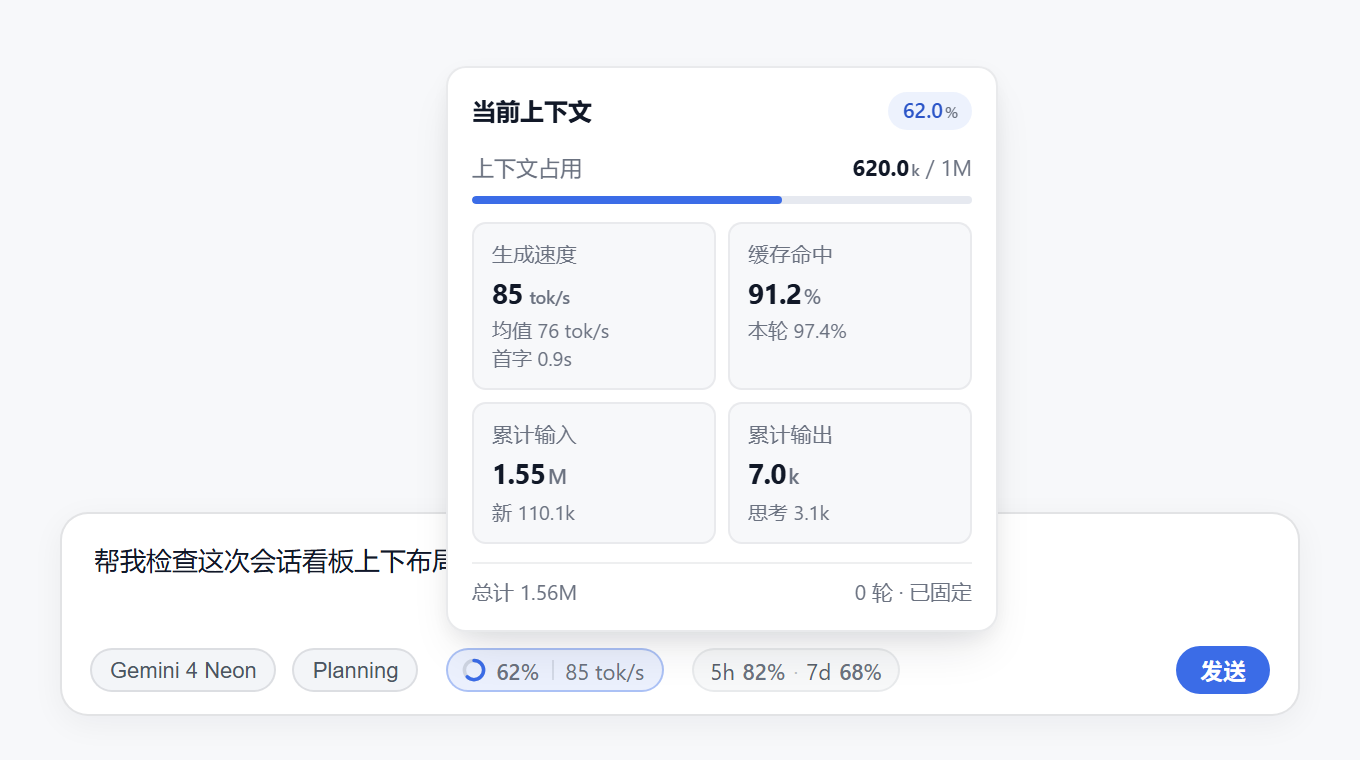 当前上下文 62.0%
上下文占用 620.0k / 1M
生成速度
85 tok/s
均值 76 tok/s
首字 0.9s
缓存命中
91.2%
本轮 97.4%
累计输入
1.55M
新 110.1k
累计输出
7.0k
思考 3.1k
总计 1.56M 0 轮 · 已固定
帮我检查这次会话看板上下布局
Gemini 4 Neon Planning 62% 85 tok/s 5h 82% · 7d 68% 发送